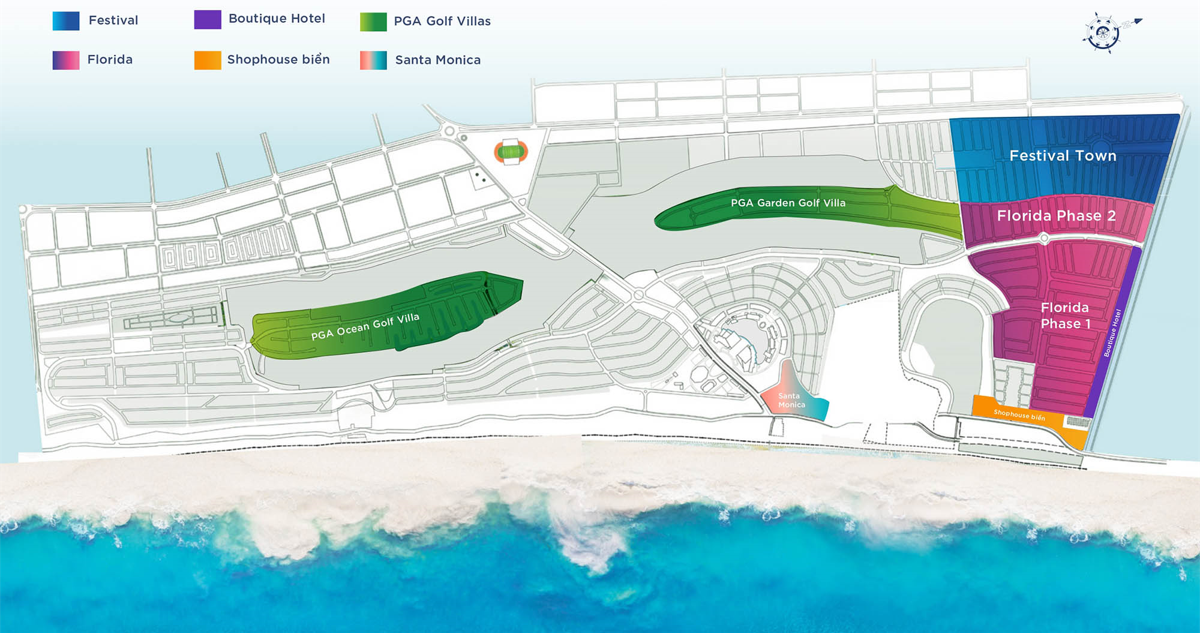 Festival
Boutique Hotel
PGA Golf Villas
Florida
Shophouse biển
Santa Monica
Festival Town
PGA Garden Golf Villa
Florida Phase 2
Florida
Phase 1
PGA Ocean Golf Villa
Boutique Hotel
Santa
Monica
Shophouse biển